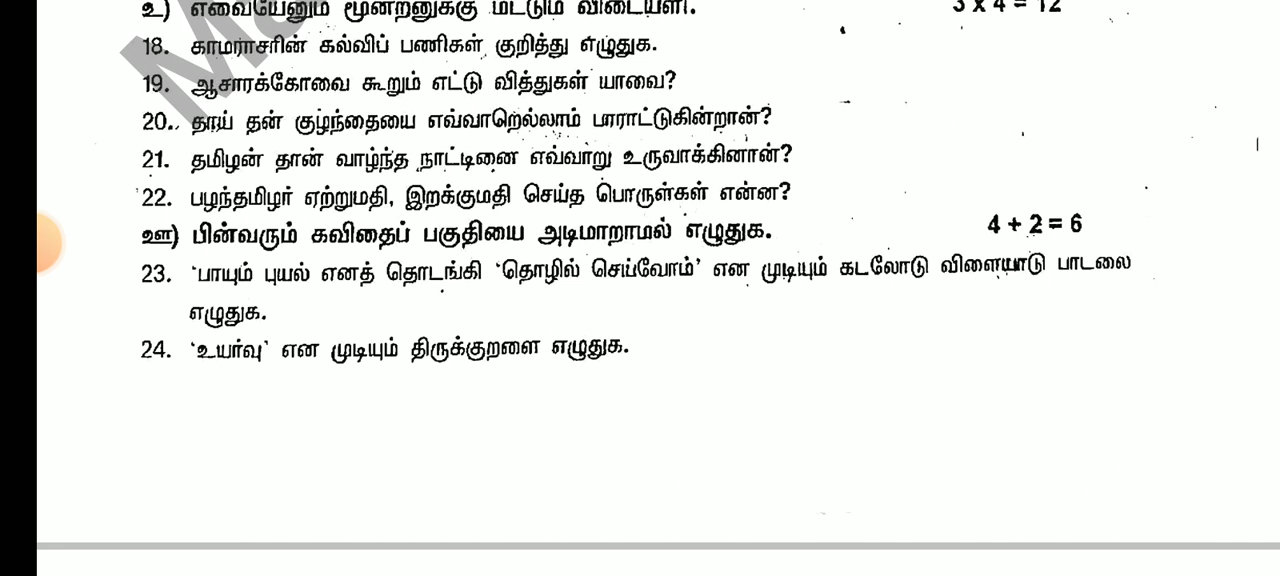 உ) எவையேனும் மூன்றனுக்கு மட்டும் விடையளி. 3 x 4 = 12
18. காமராசரின் கல்விப் பணிகள் குறித்து எழுதுக.
19. ஆசாரக்கோவை கூறும் எட்டு வித்துகள் யாவை?
20. தாய் தன் குழந்தையை எவ்வாறெல்லாம் பாராட்டுகின்றாள்?
21. தமிழன் தான் வாழ்ந்த நாட்டினை எவ்வாறு உருவாக்கினான்?
22. பழந்தமிழர் ஏற்றுமதி, இறக்குமதி செய்த பொருள்கள் என்ன?
ஊ) பின்வரும் கவிதைப் பகுதியை அடிமாறாமல் எழுதுக. 4 + 2 = 6
23. 'பாயும் புயல் எனத் தொடங்கி 'தொழில் செய்வோம்' என முடியும் கடலோடு விளையாடு பாடலை
எழுதுக.
24. 'உயர்வு' என முடியும் திருக்குறளை எழுதுக.